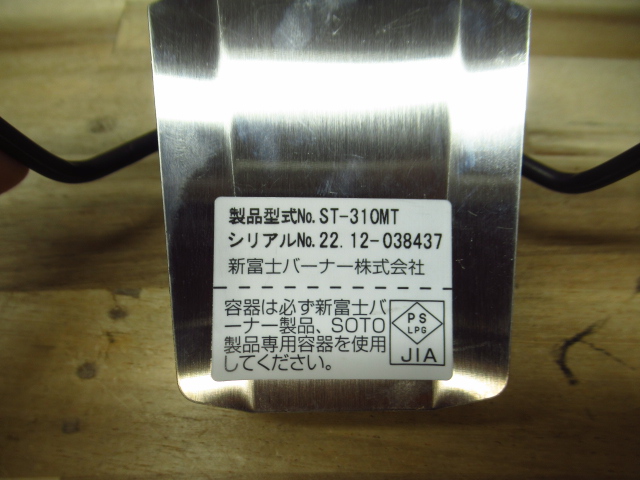 製品型式No. ST-310MT
シリアルNo. 22. 12-038437
新富士バーナー株式会社
容器は必ず新富士バ
ーナー製品、SOTO
製品専用容器を使用
してください。
PS
LPG
JIA